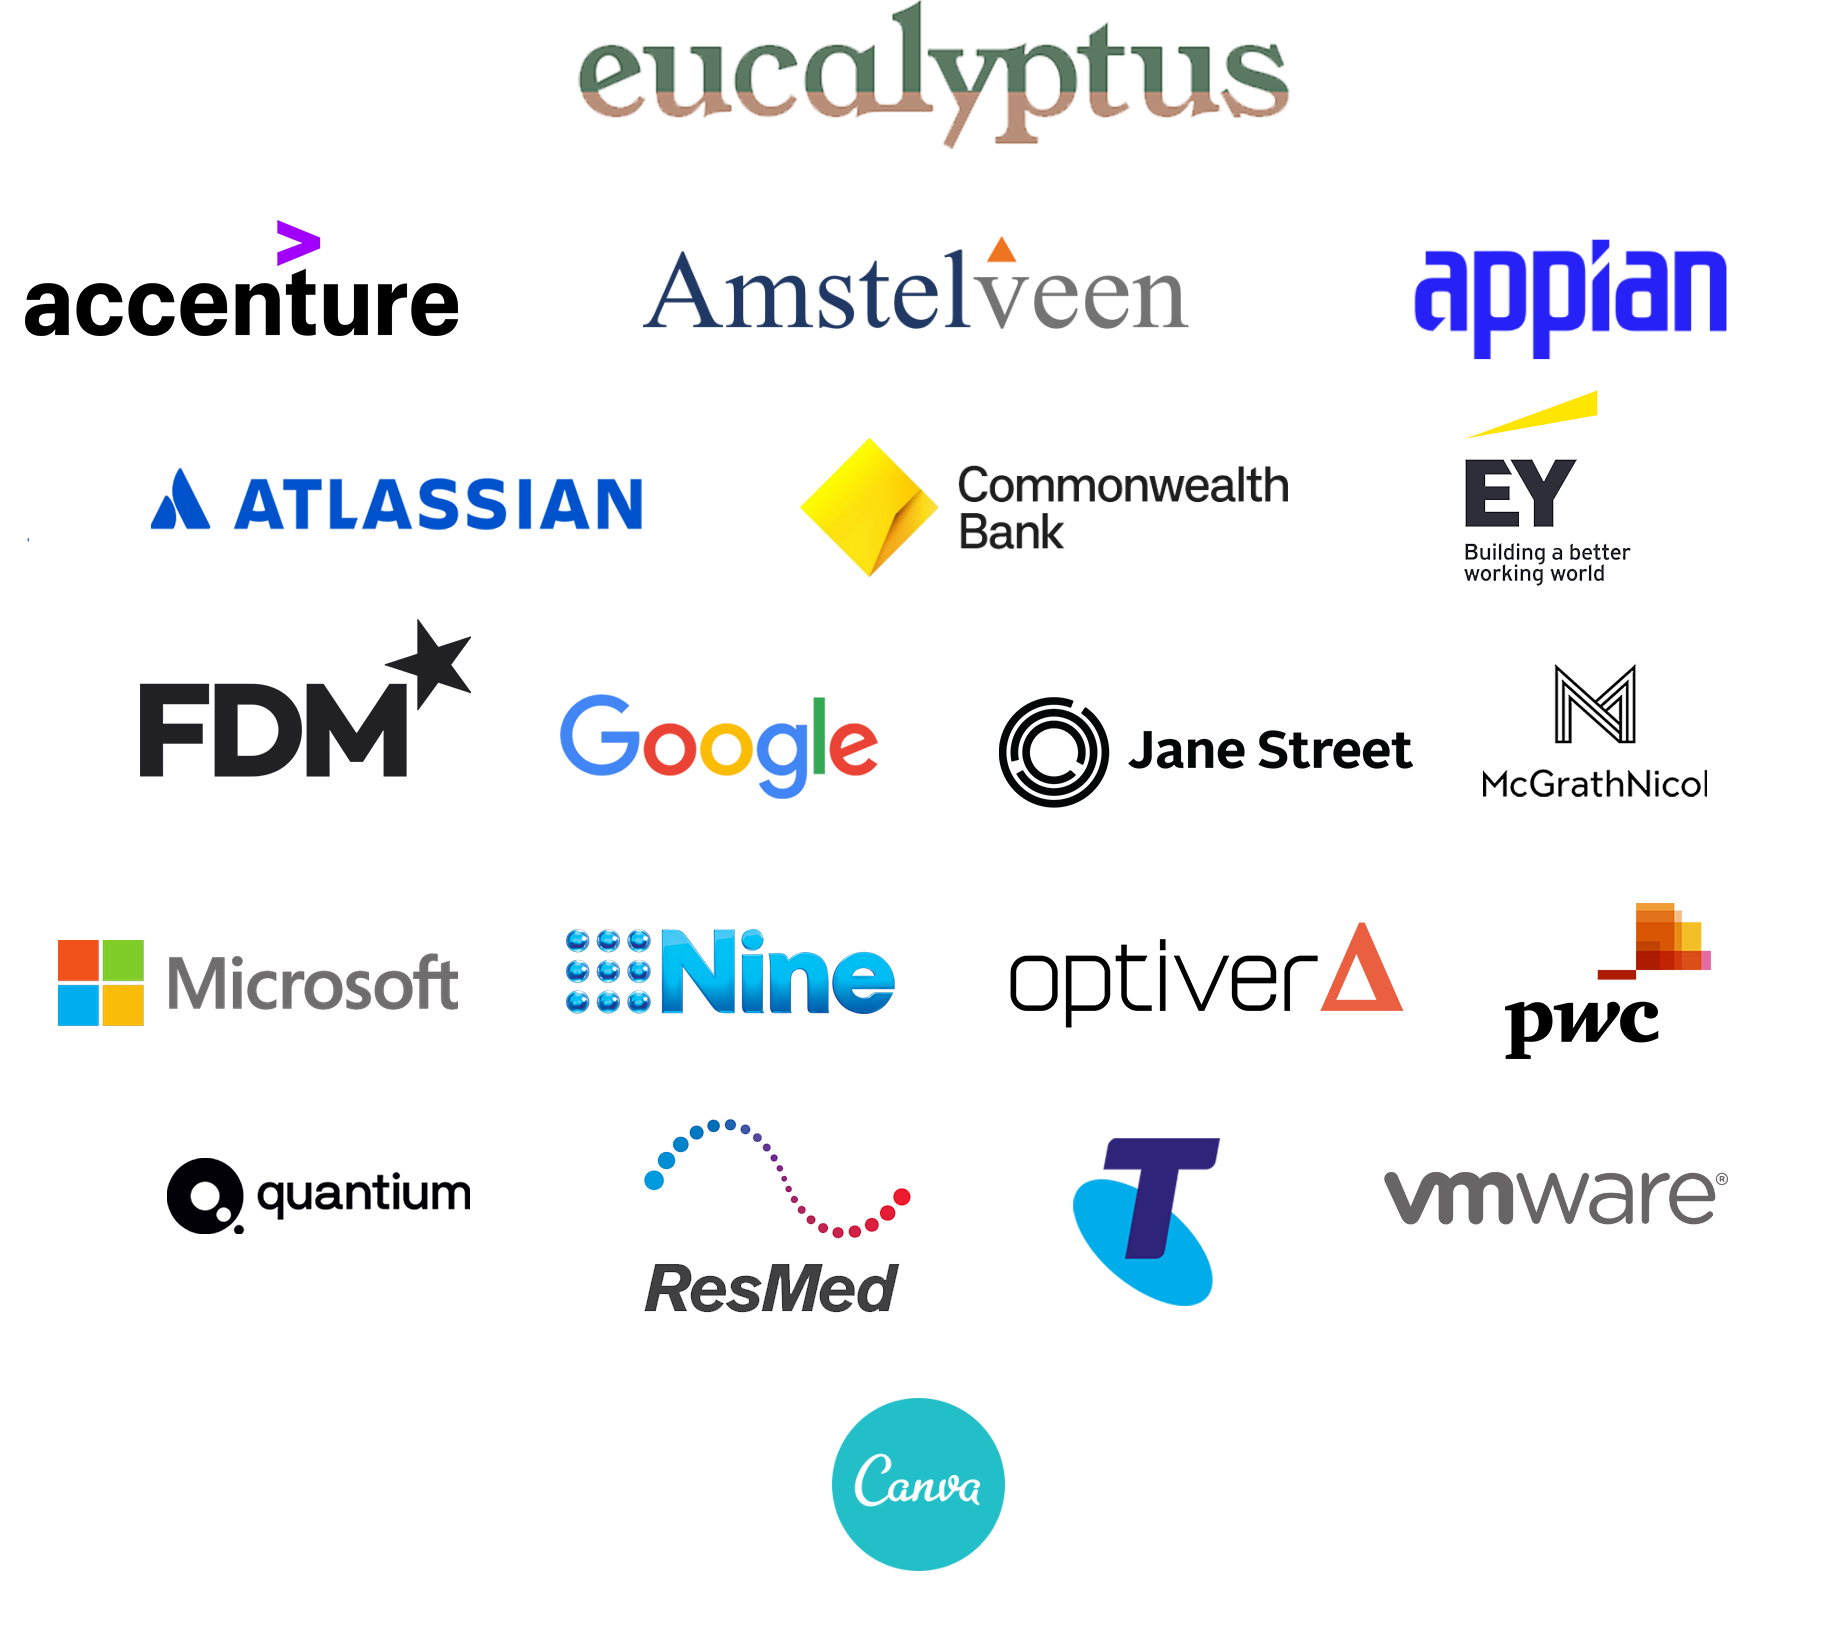 eucalyptus
accenture
Amstelveen
appian
ATLASSIAN
Commonwealth
Bank
EY
Building a better
working world
FDM
Google
Jane Street
McGrathNicol
Microsoft
Nine
optiver
pwc
quantium
ResMed
T
vmware®
Canva